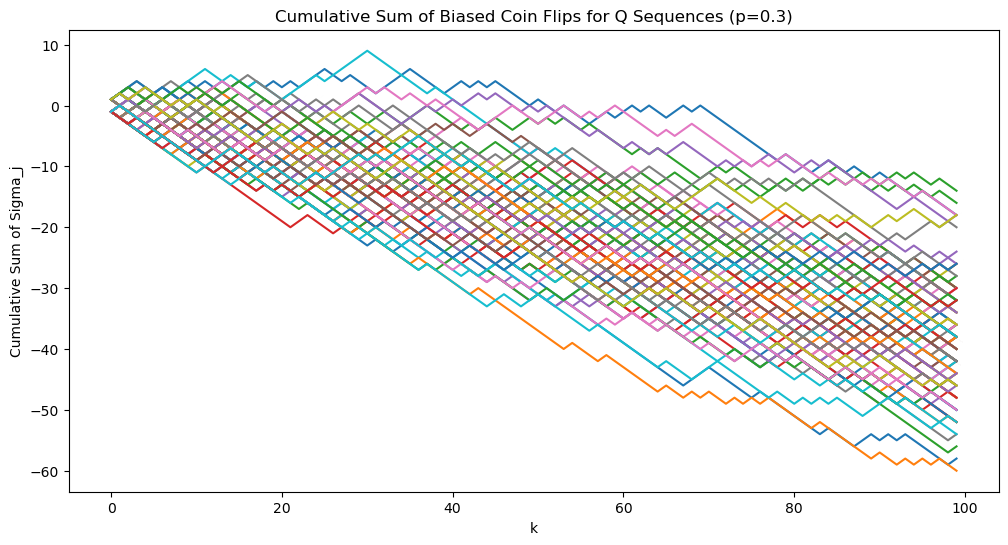 Cumulative Sum of Biased Coin Flips for Q Sequences (p=0.3)
10
0
−10
−20
−30
−40
−50
−60
Cumulative Sum of Sigma_j
0 20 40 60 80 100
k